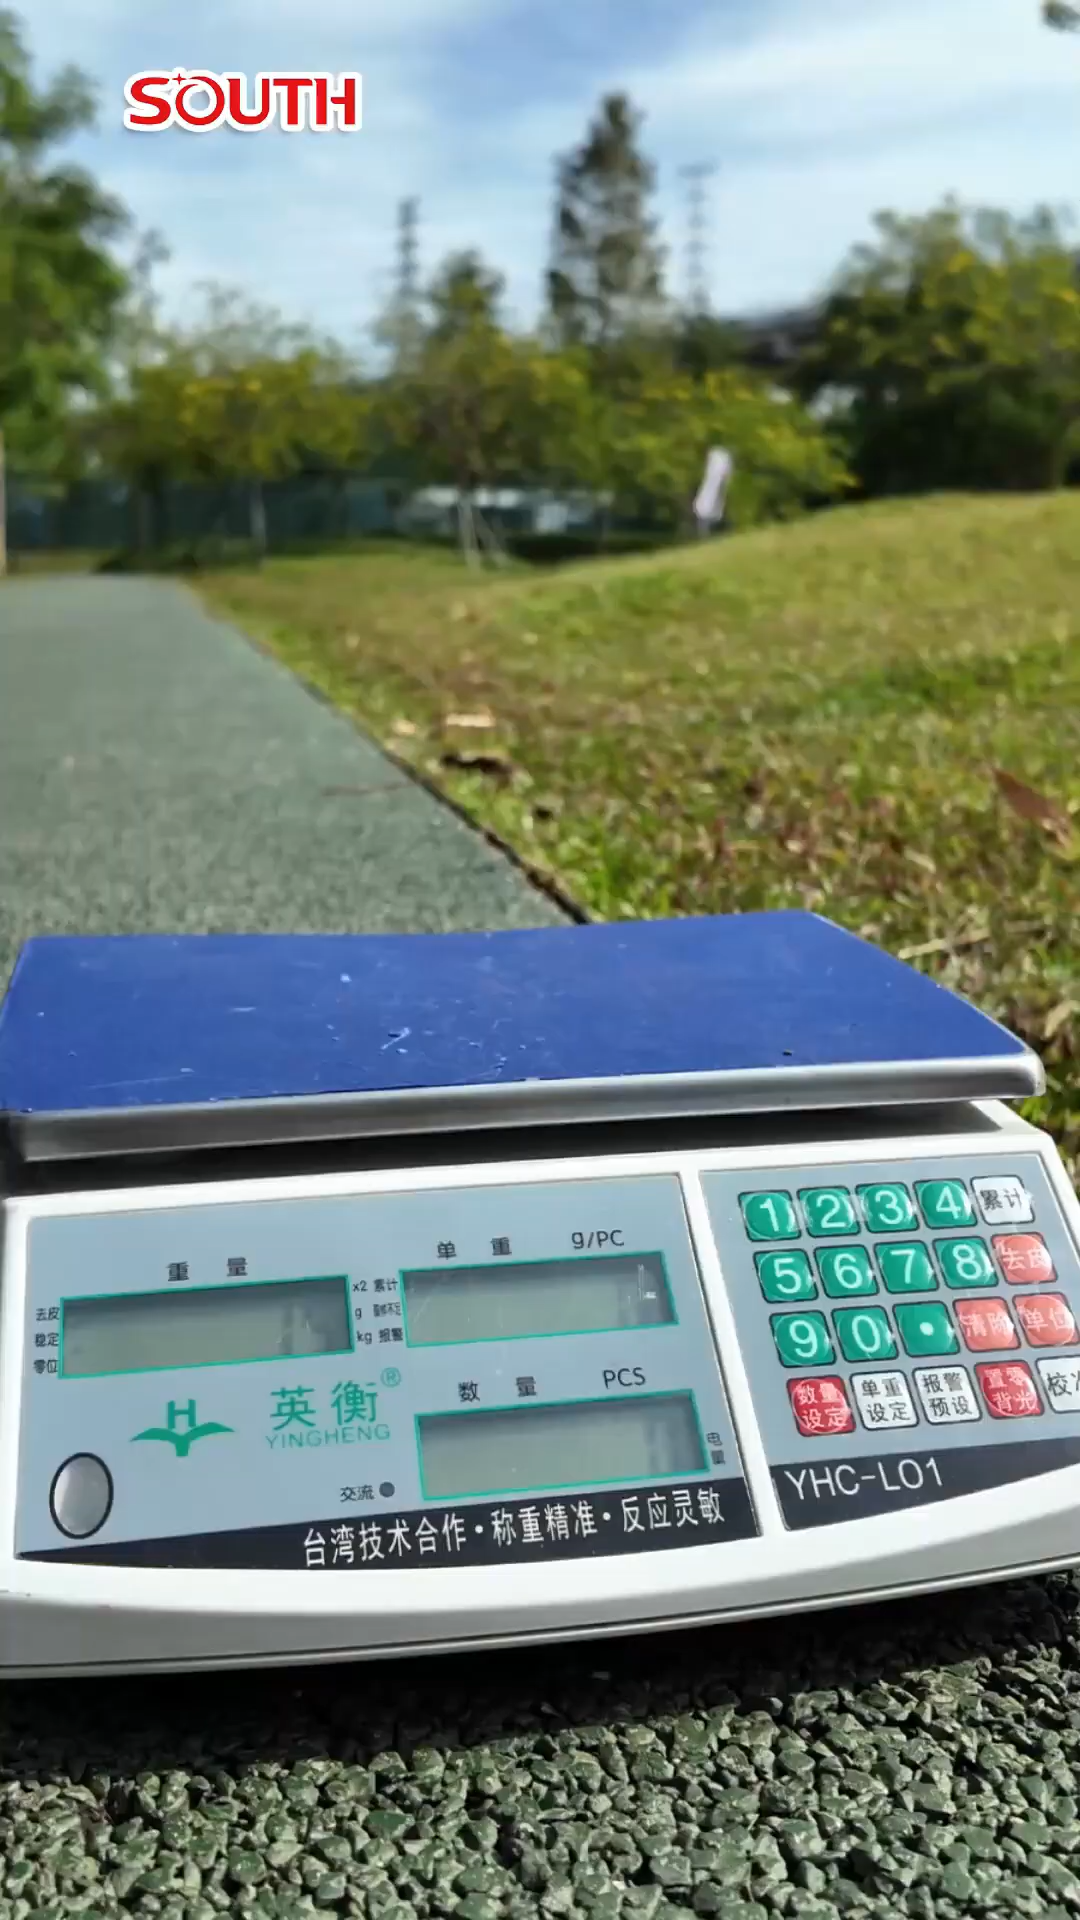 SOUTH
重量
单重 g/PC
去皮
稳定
零位
x2 累计
g
kg 报警
英衡®
YINGHENG
数量 PCS
电量
交流
台湾技术合作·称重精准·反应灵敏
1 2 3 4 累计
5 6 7 8 去皮
9 0 · 清除 单位
数量设定 单重设定 报警预设 置零背光
YHC-L01